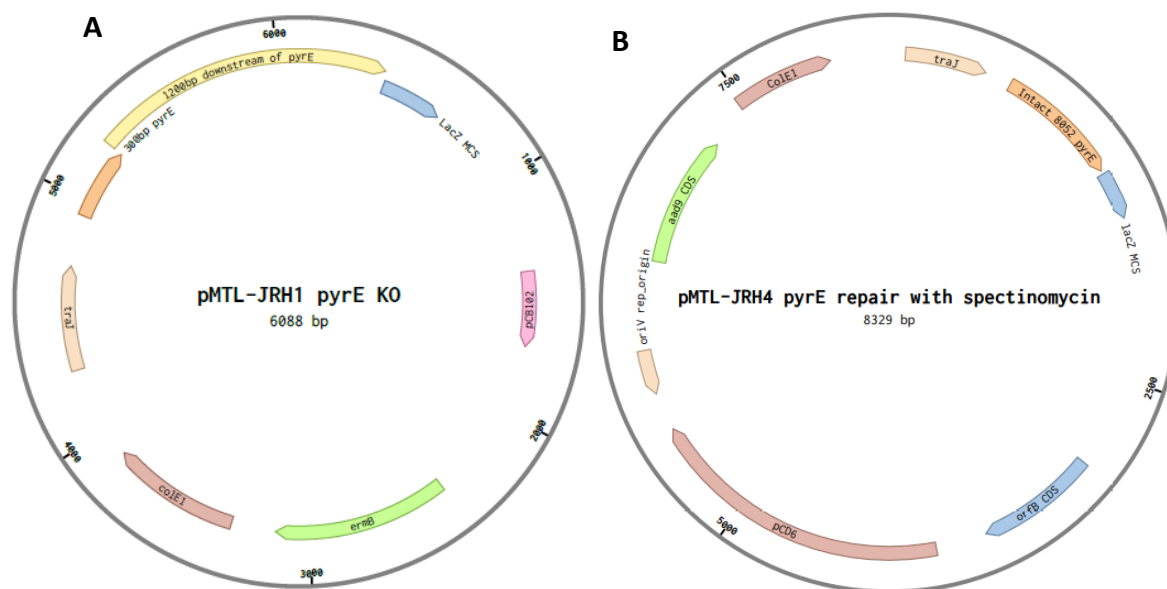 A
6000
1200bp downstream of pyrE
300bp pyrE
LacZ MCS
5000
1000
pCB102
traJ
pMTL-JRH1 pyrE KO
6088 bp
2000
4000
colE1
ermB
3000
B
7500
ColE1
traJ
Intact 8052 pyrE
lacZ MCS
aad9 CDS
oriV rep_origin
pMTL-JRH4 pyrE repair with spectinomycin
8329 bp
2500
orfB CDS
pCD6
5000